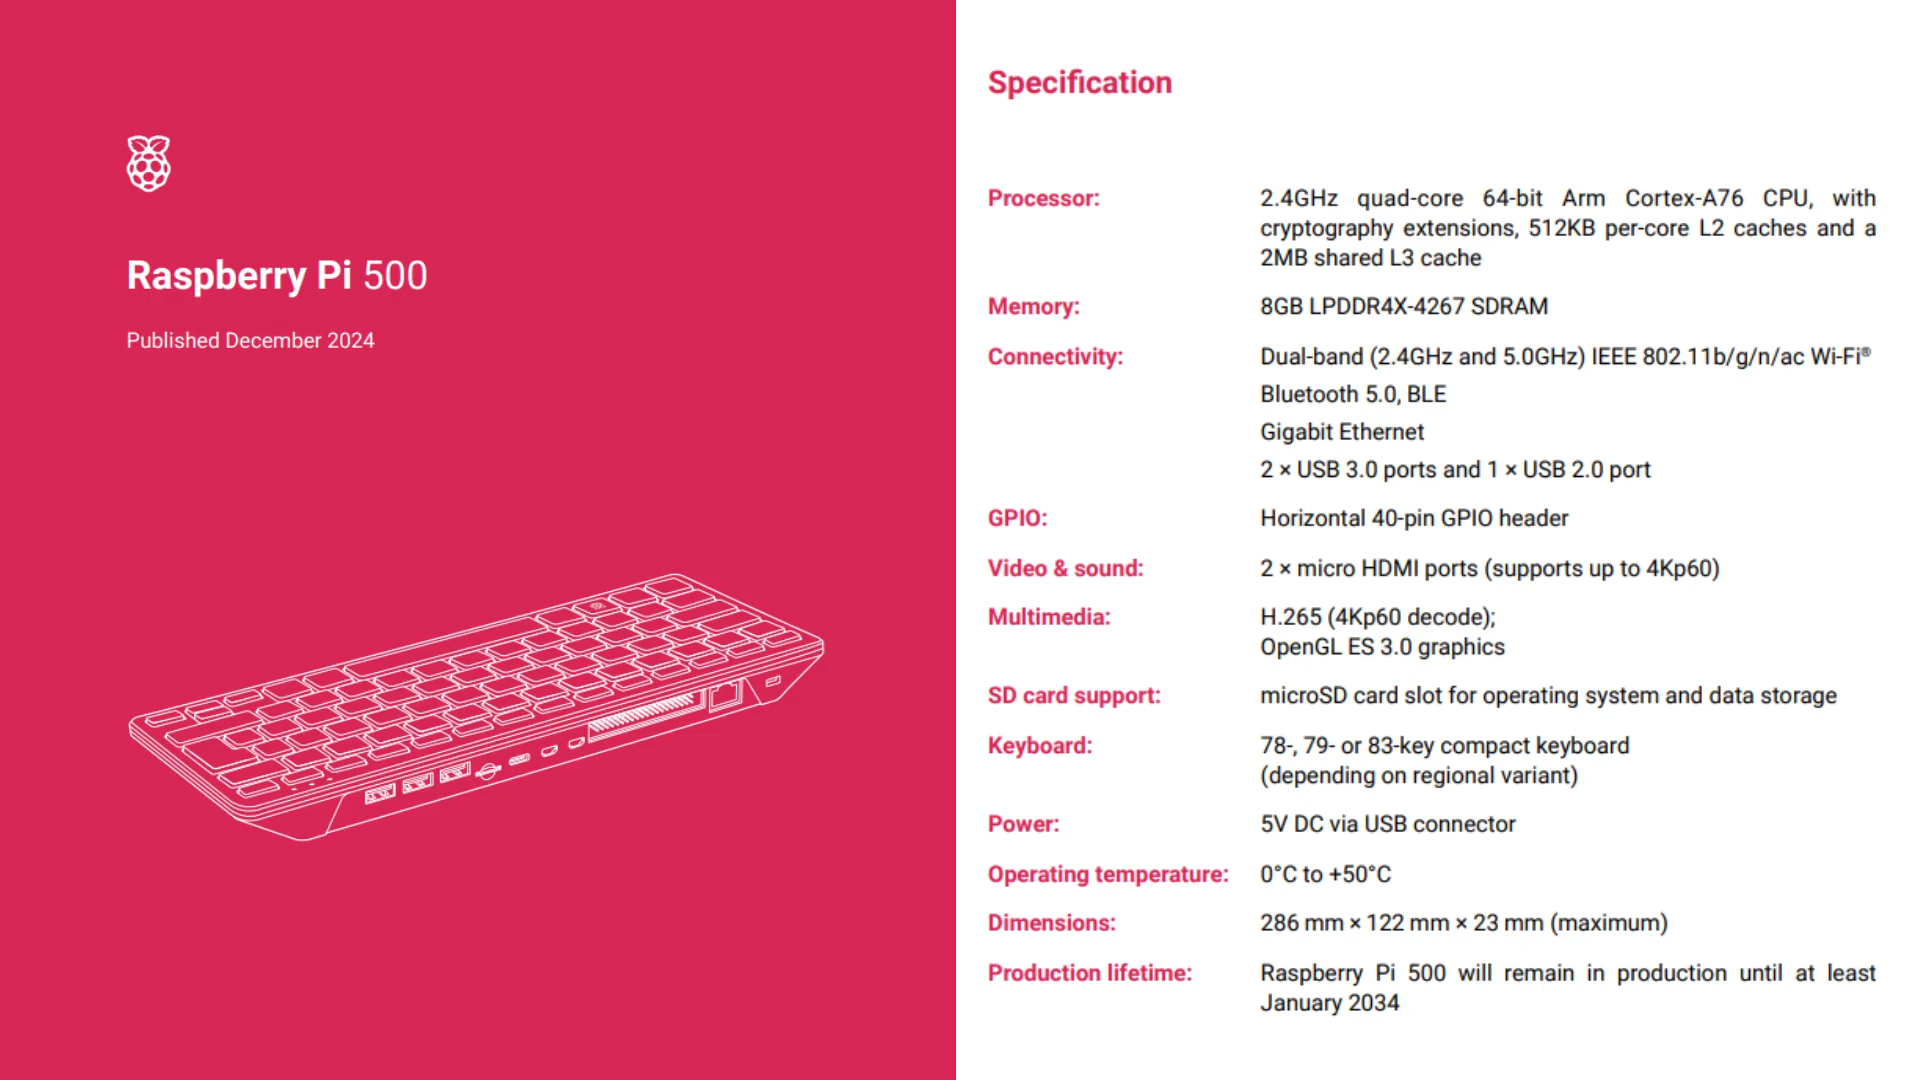 Raspberry Pi 500
Published December 2024
Specification
Processor: 2.4GHz quad-core 64-bit Arm Cortex-A76 CPU, with
cryptography extensions, 512KB per-core L2 caches and a
2MB shared L3 cache
Memory: 8GB LPDDR4X-4267 SDRAM
Connectivity: Dual-band (2.4GHz and 5.0GHz) IEEE 802.11b/g/n/ac Wi-Fi®
Bluetooth 5.0, BLE
Gigabit Ethernet
2 × USB 3.0 ports and 1 × USB 2.0 port
GPIO: Horizontal 40-pin GPIO header
Video & sound: 2 × micro HDMI ports (supports up to 4Kp60)
Multimedia: H.265 (4Kp60 decode);
OpenGL ES 3.0 graphics
SD card support: microSD card slot for operating system and data storage
Keyboard: 78-, 79- or 83-key compact keyboard
(depending on regional variant)
Power: 5V DC via USB connector
Operating temperature: 0°C to +50°C
Dimensions: 286 mm × 122 mm × 23 mm (maximum)
Production lifetime: Raspberry Pi 500 will remain in production until at least
January 2034